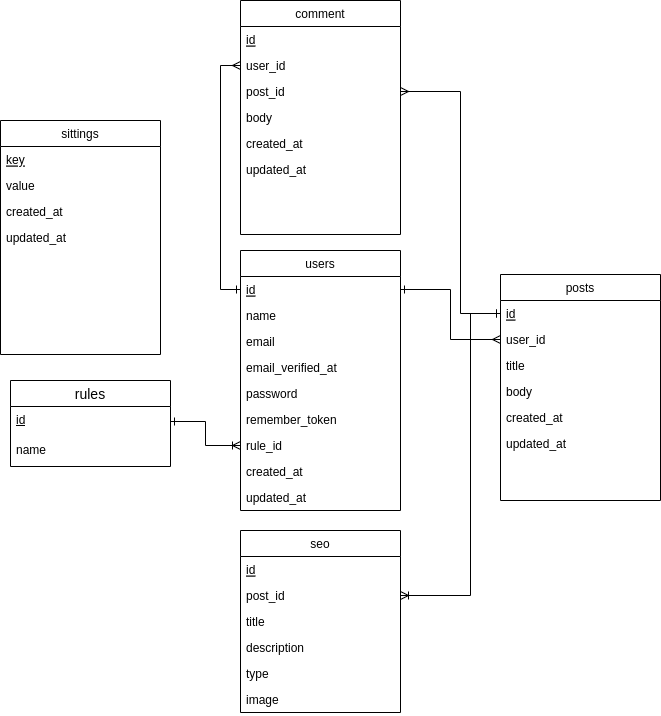 comment
id
user_id
post_id
body
created_at
updated_at
sittings
key
value
created_at
updated_at
users
id
name
email
email_verified_at
password
remember_token
rule_id
created_at
updated_at
posts
id
user_id
title
body
created_at
updated_at
rules
id
name
seo
id
post_id
title
description
type
image